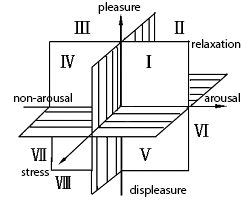 pleasure
III
II
relaxation
IV
I
non-arousal
arousal
VI
VII
V
stress
VIII
displeasure